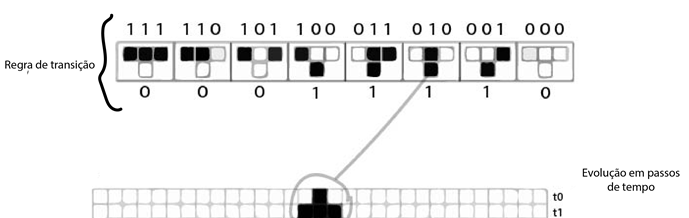 111 110 101 100 011 010 001 000
Regra de transição
0 0 0 1 1 1 1 0
Evolução em passos
de tempo
t0
t1